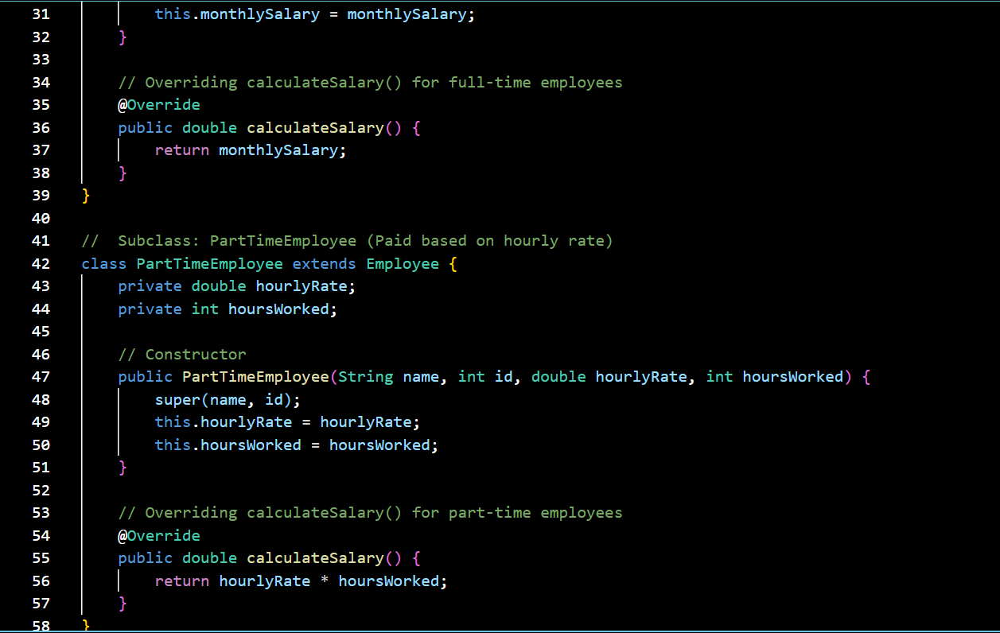 31 this.monthlySalary = monthlySalary;
32 }
33
34 // Overriding calculateSalary() for full-time employees
35 @Override
36 public double calculateSalary() {
37 return monthlySalary;
38 }
39 }
40
41 //  Subclass: PartTimeEmployee (Paid based on hourly rate)
42 class PartTimeEmployee extends Employee {
43 private double hourlyRate;
44 private int hoursWorked;
45
46 // Constructor
47 public PartTimeEmployee(String name, int id, double hourlyRate, int hoursWorked) {
48 super(name, id);
49 this.hourlyRate = hourlyRate;
50 this.hoursWorked = hoursWorked;
51 }
52
53 // Overriding calculateSalary() for part-time employees
54 @Override
55 public double calculateSalary() {
56 return hourlyRate * hoursWorked;
57 }
58 }